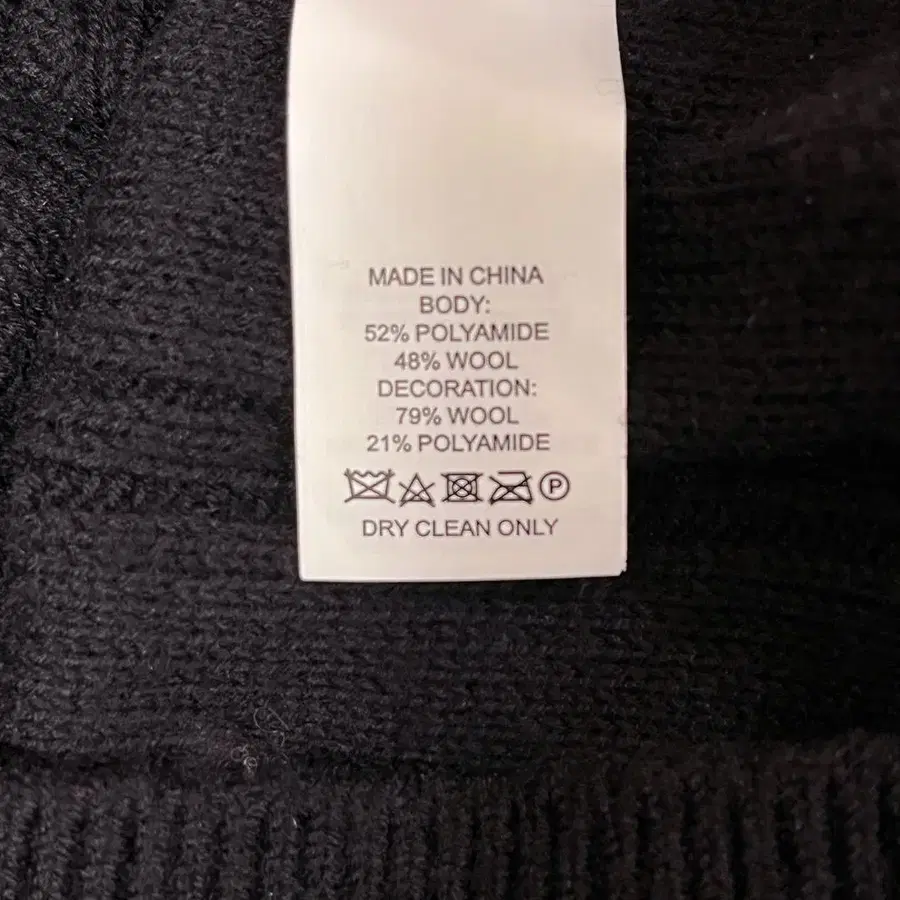 MADE IN CHINA
BODY:
52% POLYAMIDE
48% WOOL
DECORATION:
79% WOOL
21% POLYAMIDE
P
DRY CLEAN ONLY